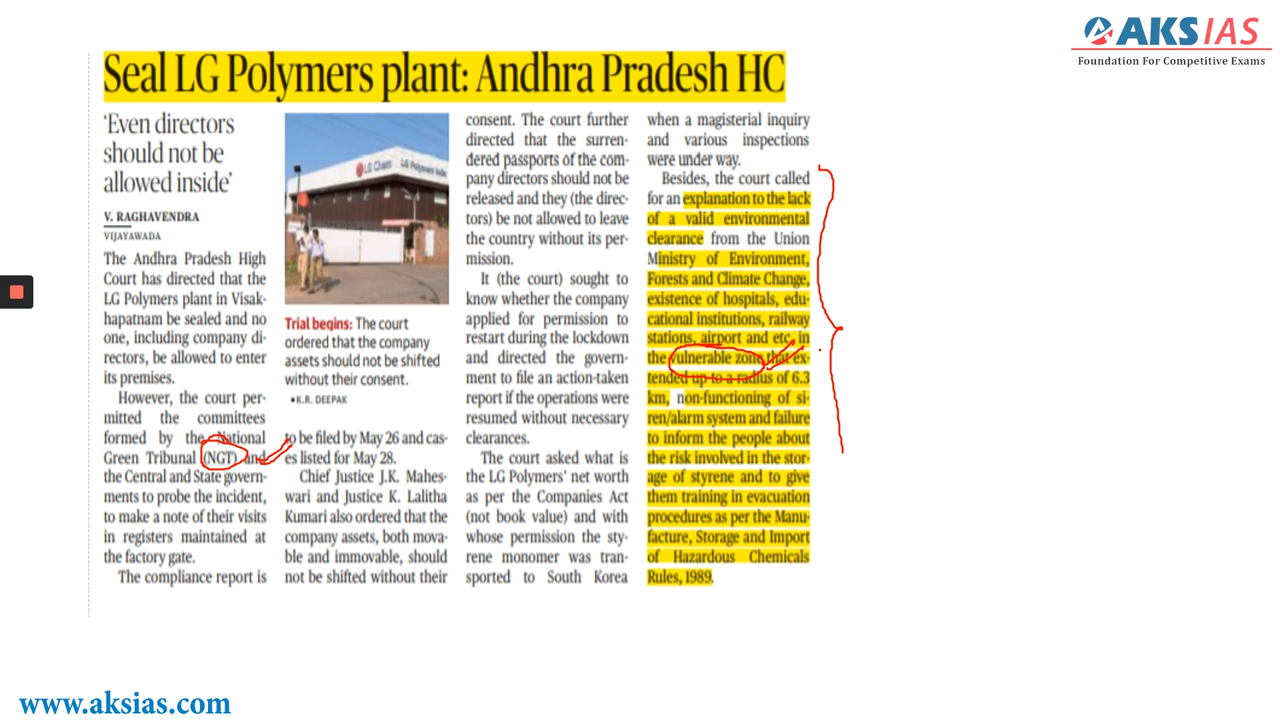 AKS IAS
Foundation For Competitive Exams
Seal LG Polymers plant: Andhra Pradesh HC
‘Even directors
should not be
allowed inside’
V. RAGHAVENDRA
VIJAYAWADA
The Andhra Pradesh High
Court has directed that the
LG Polymers plant in Visak-
hapatnam be sealed and no
one, including company di-
rectors, be allowed to enter
its premises.
However, the court per-
mitted the committees
formed by the National
Green Tribunal (NGT) and
the Central and State govern-
ments to probe the incident,
to make a note of their visits
in registers maintained at
the factory gate.
The compliance report is
LG Chem
LG Polymers India
Trial begins: The court
ordered that the company
assets should not be shifted
without their consent.
•K.R. DEEPAK
to be filed by May 26 and cas-
es listed for May 28.
Chief Justice J.K. Mahes-
wari and Justice K. Lalitha
Kumari also ordered that the
company assets, both mova-
ble and immovable, should
not be shifted without their
consent. The court further
directed that the surren-
dered passports of the com-
pany directors should not be
released and they (the direc-
tors) be not allowed to leave
the country without its per-
mission.
It (the court) sought to
know whether the company
applied for permission to
restart during the lockdown
and directed the govern-
ment to file an action-taken
report if the operations were
resumed without necessary
clearances.
The court asked what is
the LG Polymers’ net worth
as per the Companies Act
(not book value) and with
whose permission the sty-
rene monomer was tran-
sported to South Korea
when a magisterial inquiry
and various inspections
were under way.
Besides, the court called
for an explanation to the lack
of a valid environmental
clearance from the Union
Ministry of Environment,
Forests and Climate Change,
existence of hospitals, edu-
cational institutions, railway
stations, airport and etc, in
the vulnerable zone that ex-
tended up to a radius of 6.3
km, non-functioning of si-
ren/alarm system and failure
to inform the people about
the risk involved in the stor-
age of styrene and to give
them training in evacuation
procedures as per the Manu-
facture, Storage and Import
of Hazardous Chemicals
Rules, 1989.
www.aksias.com